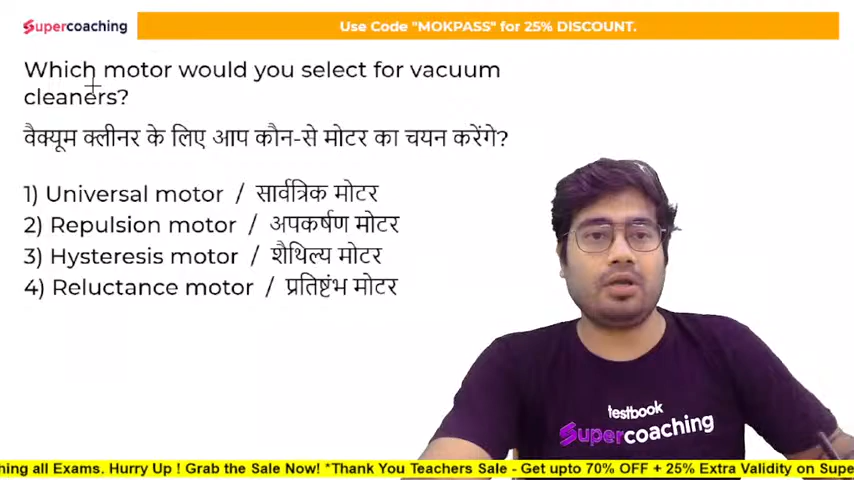 Supercoaching
Use Code "MOKPASS" for 25% DISCOUNT.
Which motor would you select for vacuum
cleaners?
वैक्यूम क्लीनर के लिए आप कौन-से मोटर का चयन करेंगे?
1) Universal motor / सार्वत्रिक मोटर
2) Repulsion motor / अपकर्षण मोटर
3) Hysteresis motor / शैथिल्य मोटर
4) Reluctance motor / प्रतिष्टंभ मोटर
testbook
Supercoaching
all Exams. Hurry Up ! Grab the Sale Now! *Thank You Teachers Sale - Get upto 70% OFF + 25% Extra Validity on